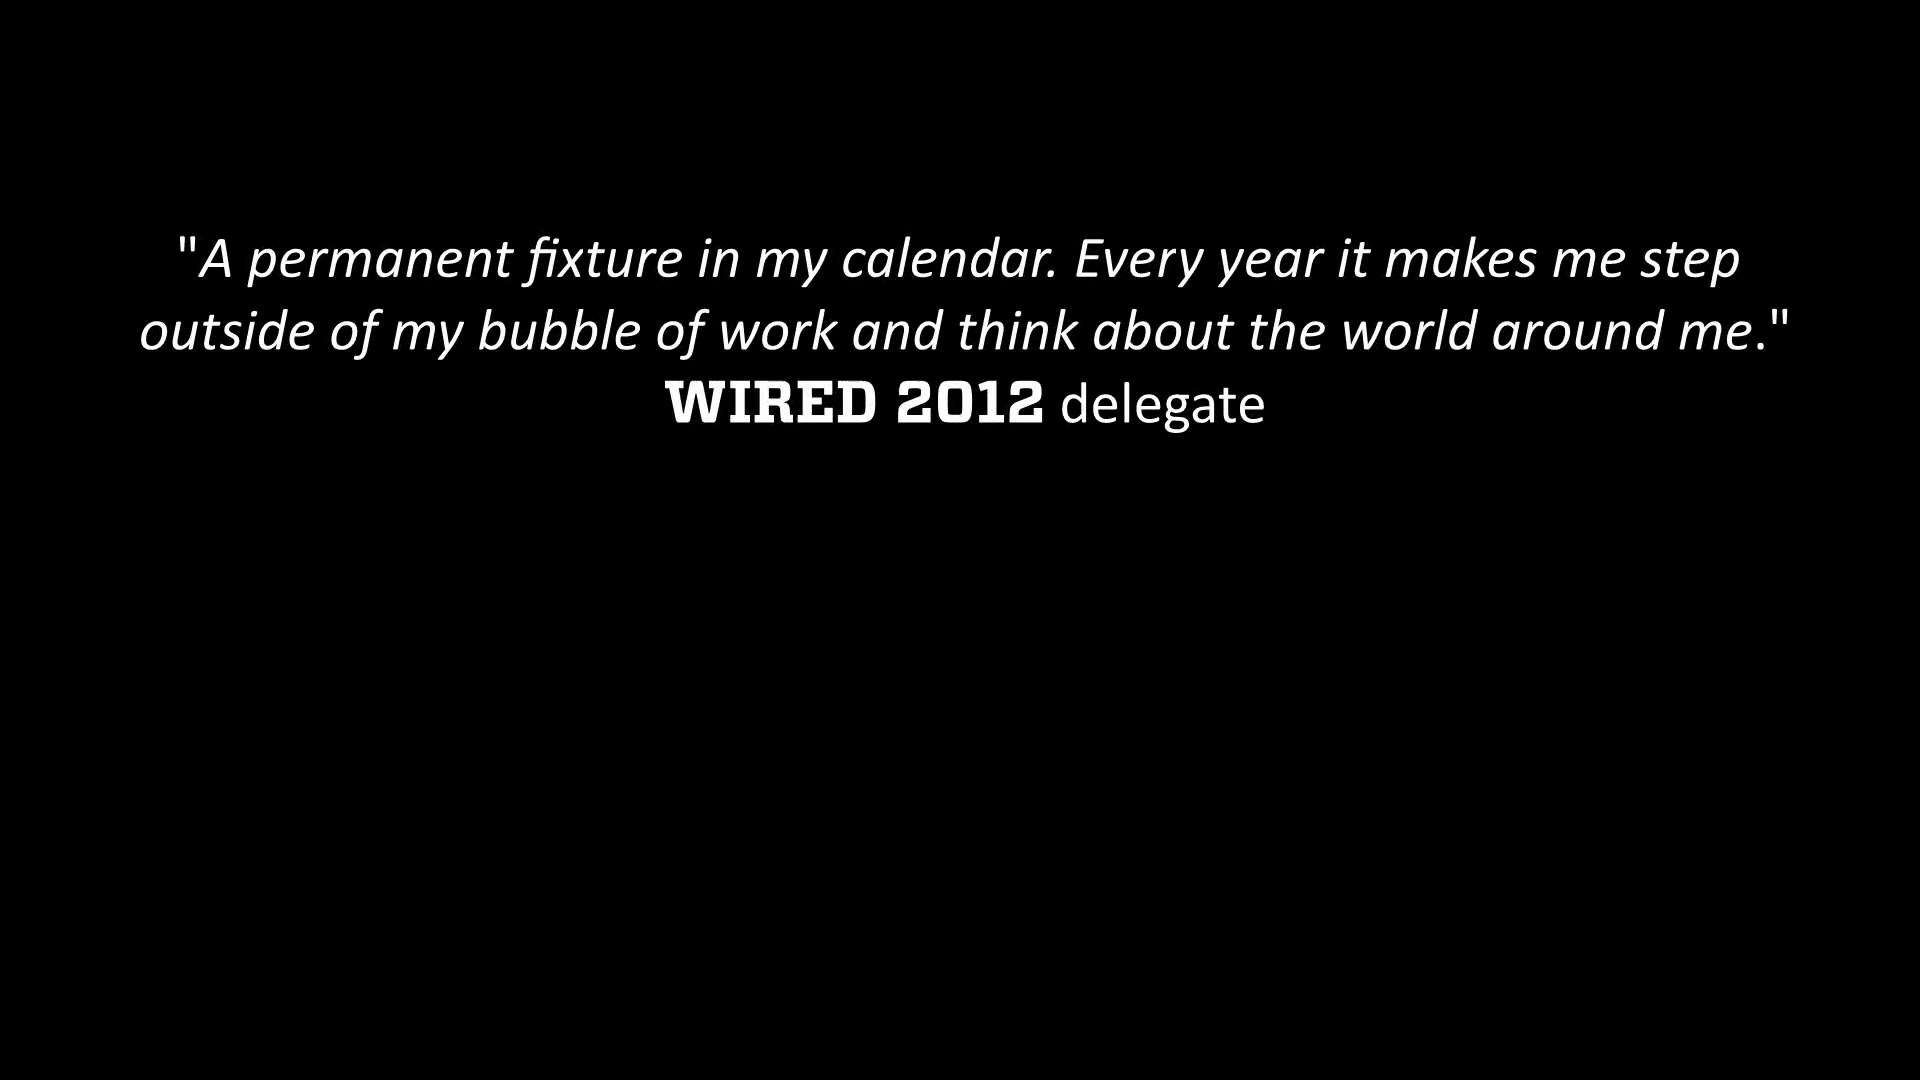 "A permanent fixture in my calendar. Every year it makes me step
outside of my bubble of work and think about the world around me."
WIRED 2012 delegate